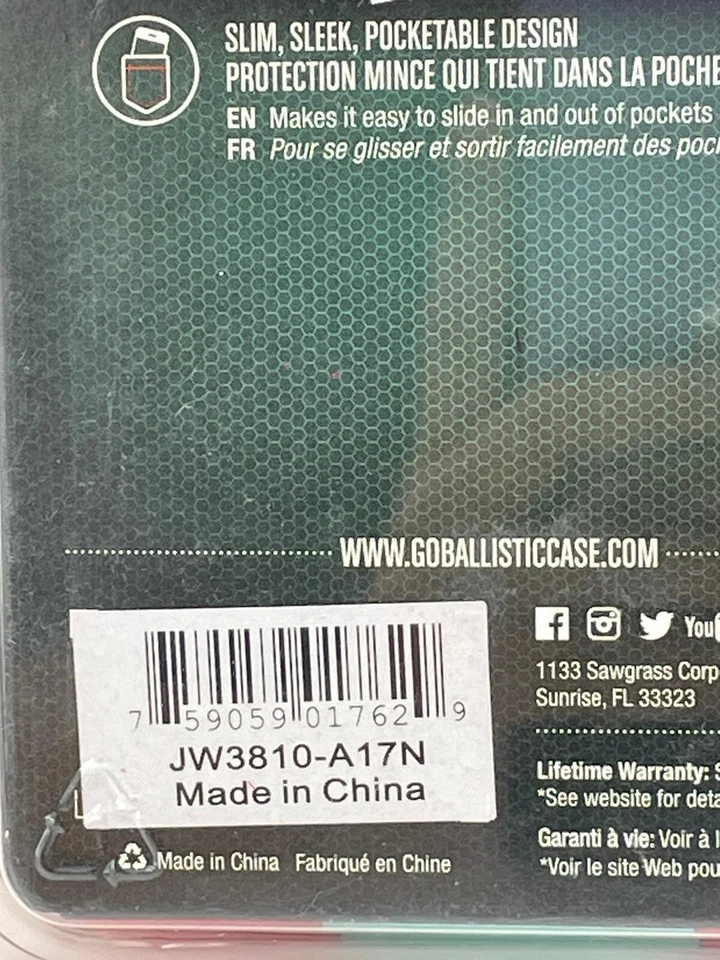 SLIM, SLEEK, POCKETABLE DESIGN
PROTECTION MINCE QUI TIENT DANS LA POCHE
EN Makes it easy to slide in and out of pockets
FR Pour se glisser et sortir facilement des
WWW.GOBALLISTICCASE.COM
7 59059 01762 9
JW3810-A17N
Made in China
Made in China Fabriqué en Chine
1133 Sawgrass Corp
Sunrise, FL 33323
Lifetime Warranty:
*See website for
Garanti à vie: Voir à
*Voir le site Web